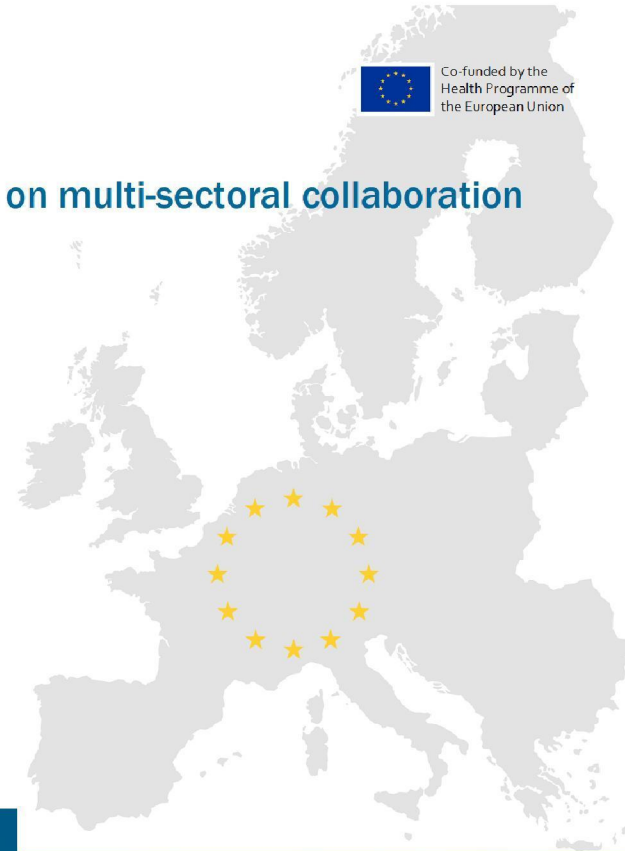 Co-funded by the
Health Programme of
the European Union
on multi-sectoral collaboration